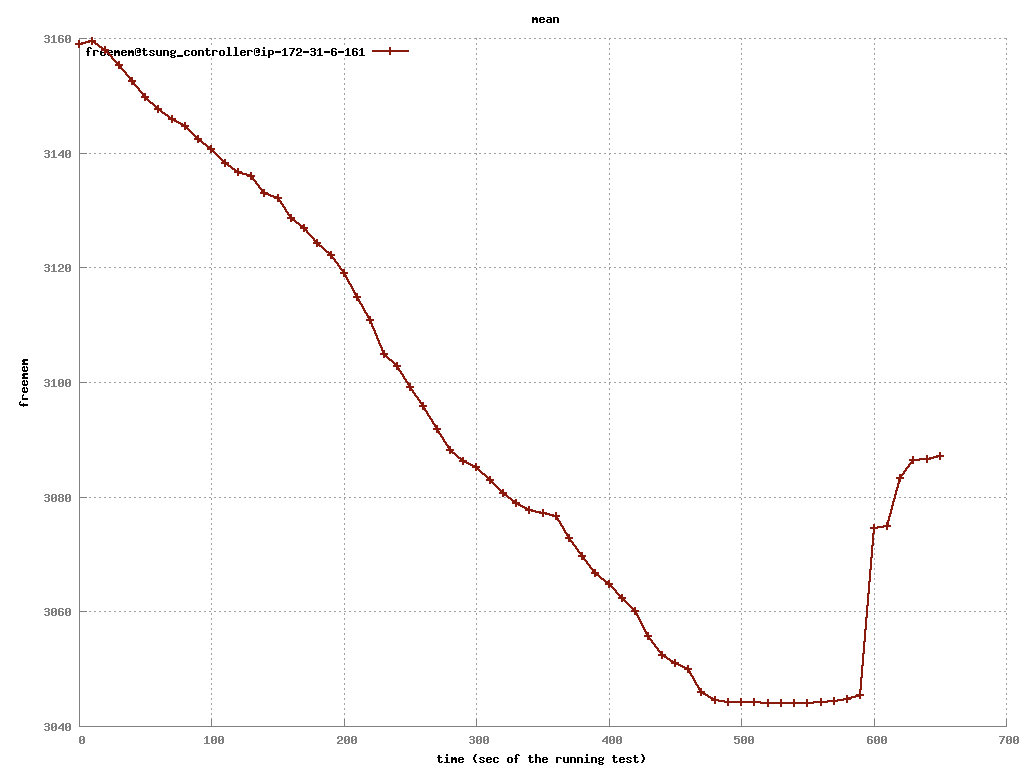 mean
3160
freemem@tsung_controller@ip-172-31-6-161
3140
3120
3100
freemem
3080
3060
3040
0 100 200 300 400 500 600 700
time (sec of the running test)